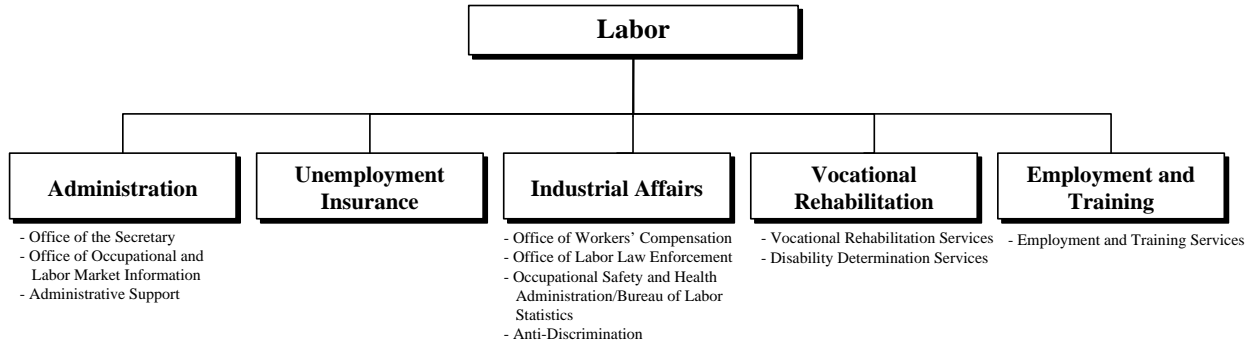 Labor
Administration
- Office of the Secretary
- Office of Occupational and
Labor Market Information
- Administrative Support
Unemployment
Insurance
Industrial Affairs
- Office of Workers’ Compensation
- Office of Labor Law Enforcement
- Occupational Safety and Health
Administration/Bureau of Labor
Statistics
- Anti-Discrimination
Vocational
Rehabilitation
- Vocational Rehabilitation Services
- Disability Determination Services
Employment and
Training
- Employment and Training Services